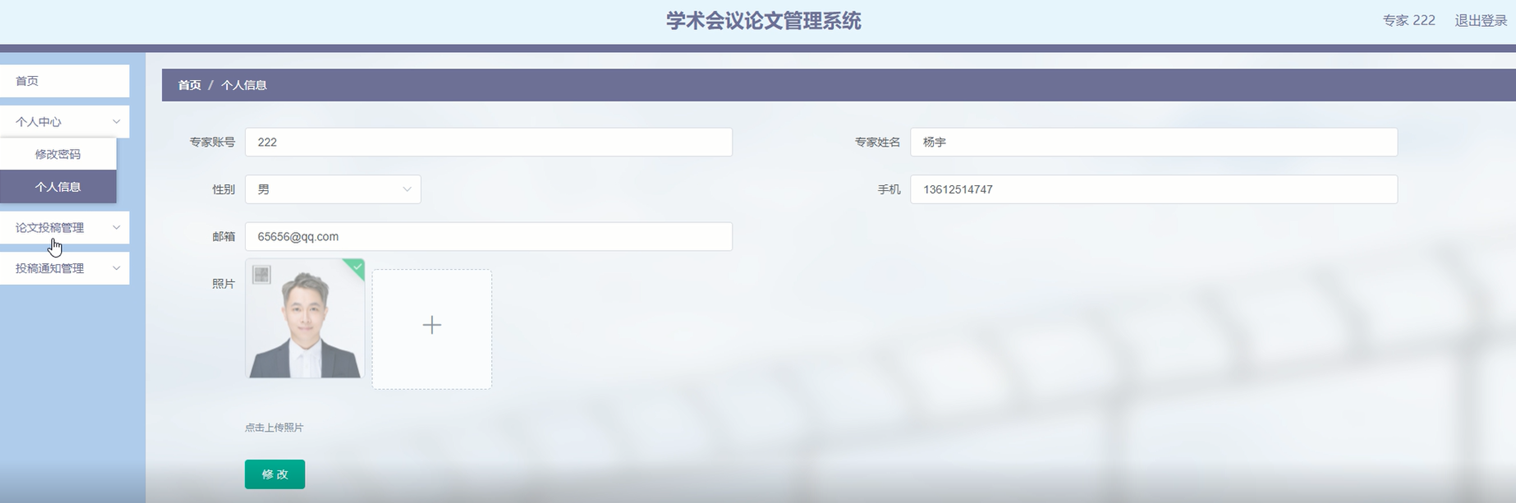 学术会议论文管理系统
专家 222 退出登录
首页
个人中心
修改密码
个人信息
论文投稿管理
投稿通知管理
首页 / 个人信息
专家账号 222 专家姓名 杨宇
性别 男 手机 13612514747
邮箱 65656@qq.com
照片
点击上传照片
修 改